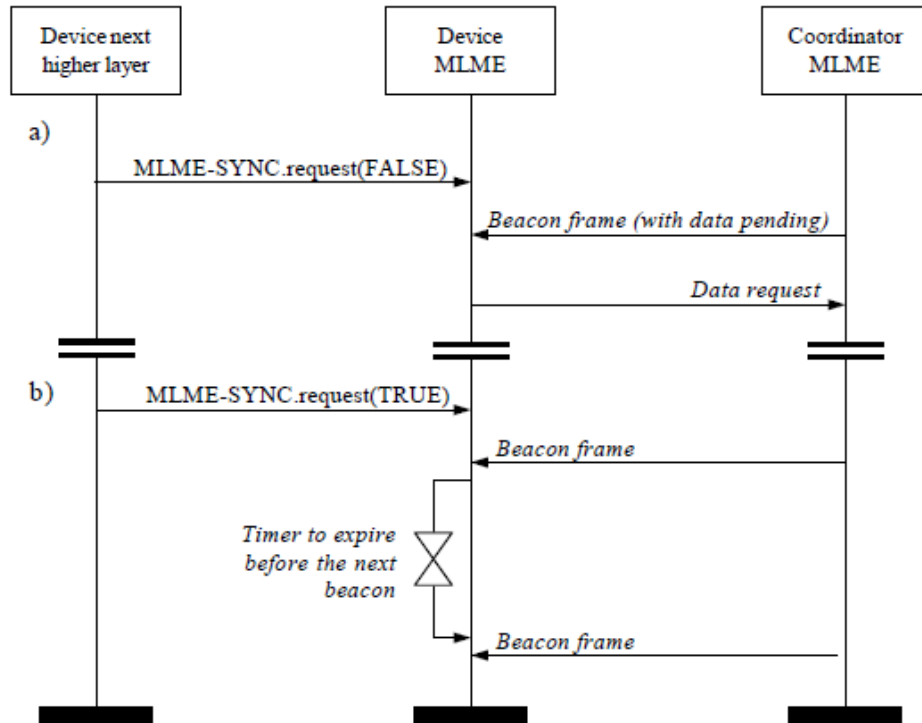 Device next
higher layer
Device
MLME
Coordinator
MLME
a)
MLME-SYNC.request(FALSE)
Beacon frame (with data pending)
Data request
b)
MLME-SYNC.request(TRUE)
Beacon frame
Timer to expire
before the next
beacon
Beacon frame